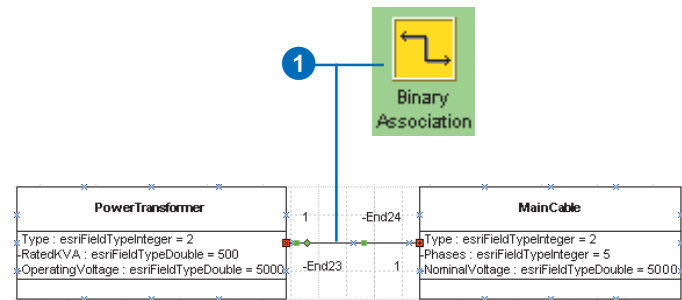 1
Binary
Association
PowerTransformer
Type : esriFieldTypeInteger = 2
-RatedKVA : esriFieldTypeDouble = 500
-OperatingVoltage : esriFieldTypeDouble = 5000
1
-End24
-End23
1
MainCable
Type : esriFieldTypeInteger = 2
-Phases : esriFieldTypeInteger = 5
-NominalVoltage : esriFieldTypeDouble = 5000